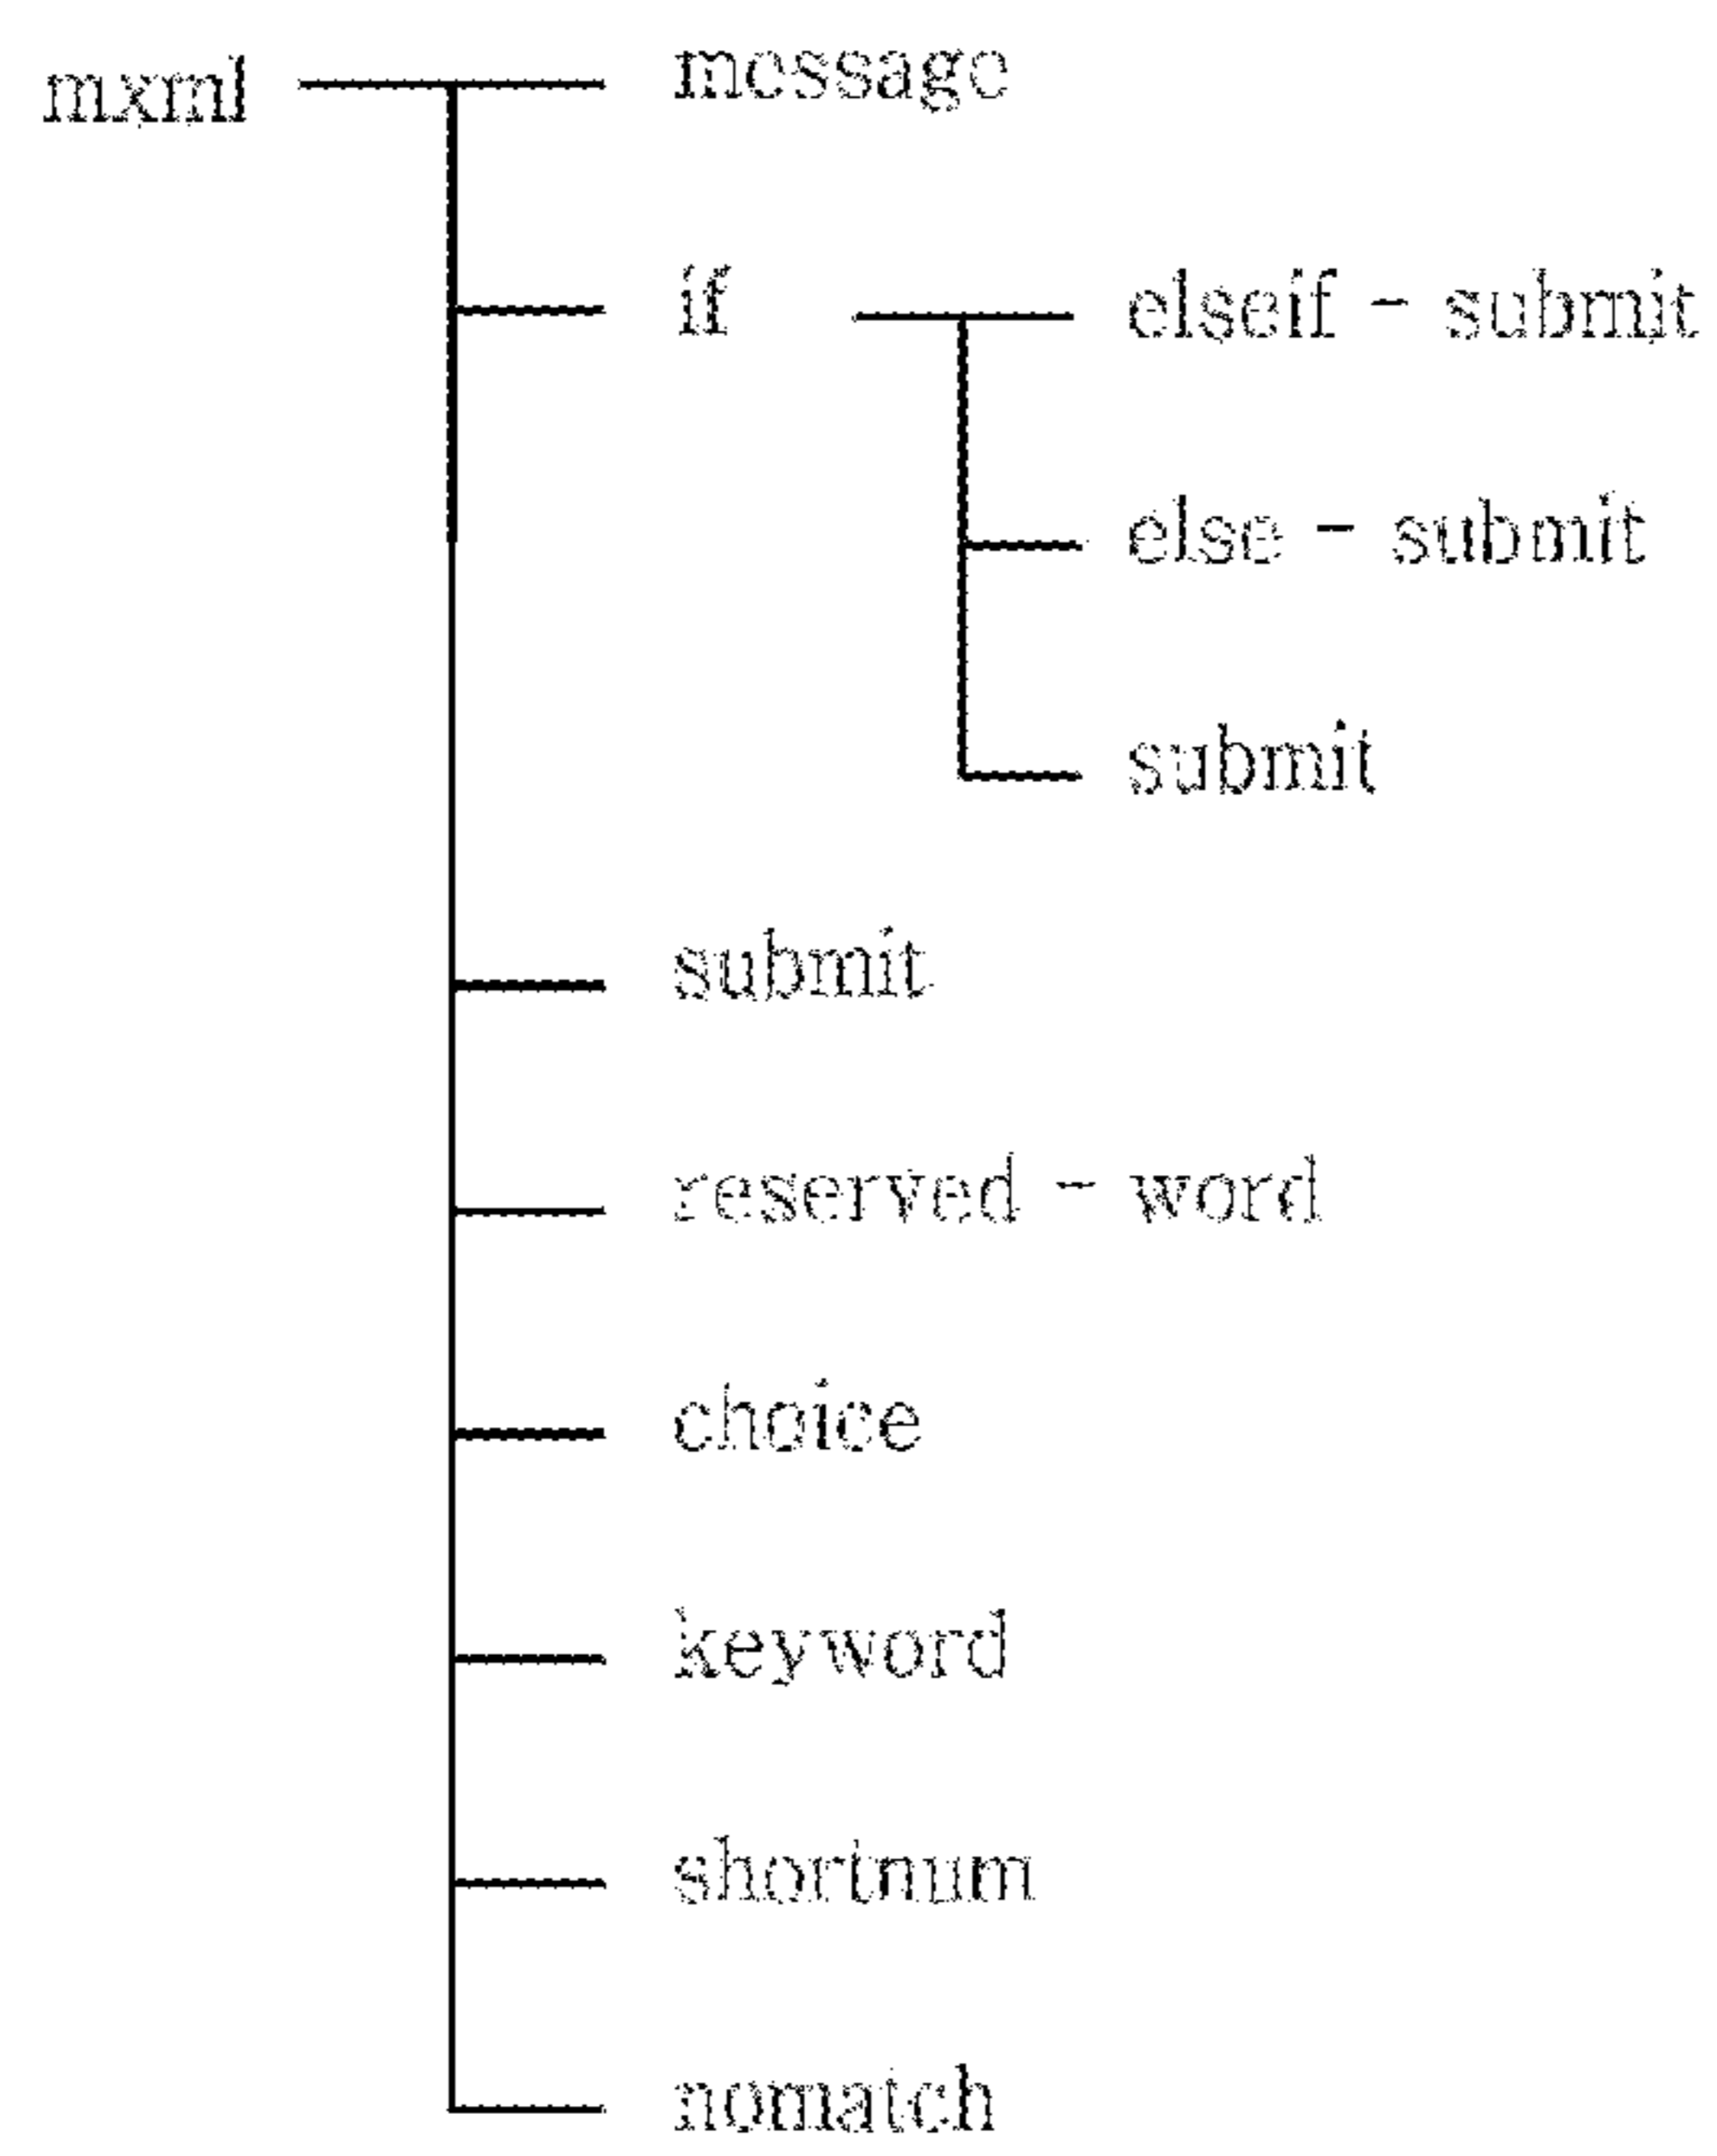 mxml message
if elseif - submit
else - submit
submit
submit
reserved - word
choice
keyword
shortnum
nomatch